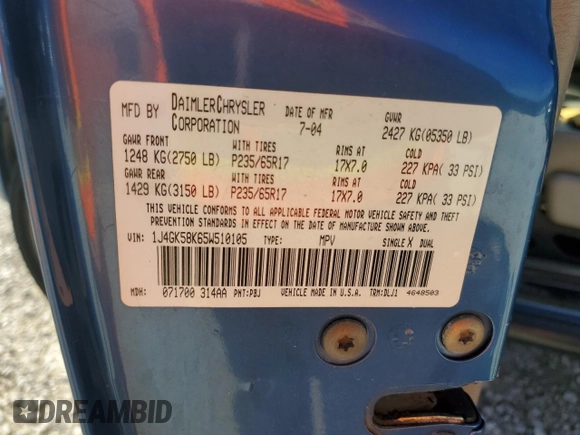 MFD BY DAIMLERCHRYSLER CORPORATION
DATE OF MFR 7-04
GVWR 2427 KG(05350 LB)
GAWR FRONT WITH TIRES RIMS AT COLD
1248 KG(2750 LB) P235/65R17 17X7.0 227 KPA( 33 PSI)
GAWR REAR WITH TIRES RIMS AT COLD
1429 KG(3150 LB) P235/65R17 17X7.0 227 KPA( 33 PSI)
THIS VEHICLE CONFORMS TO ALL APPLICABLE FEDERAL MOTOR VEHICLE SAFETY AND THEFT
PREVENTION STANDARDS IN EFFECT ON THE DATE OF MANUFACTURE SHOWN ABOVE.
VIN: 1J4GK58K65W510105 TYPE: MPV SINGLE X DUAL
MDH: 071700 314AA PNT:PBJ VEHICLE MADE IN U.S.A. TRM:DLJ1 4648503
DREAMBID